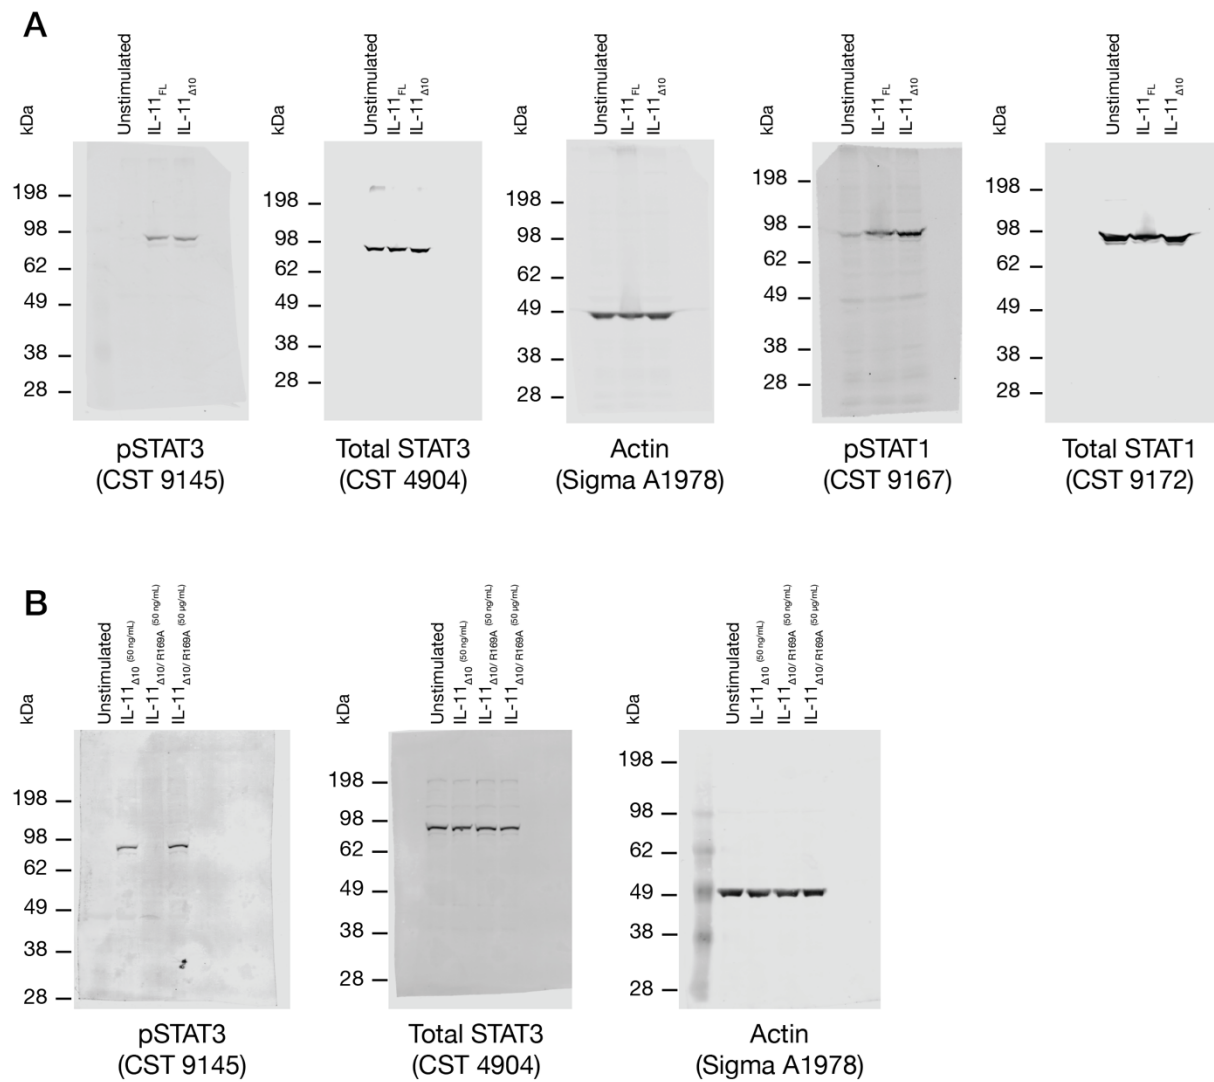 A
kDa
Unstimulated
IL-11FL
IL-11Δ10
198
98
62
49
38
28
pSTAT3
(CST 9145)
kDa
Unstimulated
IL-11FL
IL-11Δ10
198
98
62
49
38
28
Total STAT3
(CST 4904)
kDa
Unstimulated
IL-11FL
IL-11Δ10
198
98
62
49
38
28
Actin
(Sigma A1978)
kDa
Unstimulated
IL-11FL
IL-11Δ10
198
98
62
49
38
28
pSTAT1
(CST 9167)
kDa
Unstimulated
IL-11FL
IL-11Δ10
198
98
62
49
38
28
Total STAT1
(CST 9172)
B
kDa
Unstimulated
IL-11Δ10 (50 ng/mL)
IL-11Δ10/ R169A (50 ng/mL)
IL-11Δ10/ R169A (50 µg/mL)
198
98
62
49
38
28
pSTAT3
(CST 9145)
kDa
Unstimulated
IL-11Δ10 (50 ng/mL)
IL-11Δ10/ R169A (50 ng/mL)
IL-11Δ10/ R169A (50 µg/mL)
198
98
62
49
38
28
Total STAT3
(CST 4904)
kDa
Unstimulated
IL-11Δ10 (50 ng/mL)
IL-11Δ10/ R169A (50 ng/mL)
IL-11Δ10/ R169A (50 µg/mL)
198
98
62
49
38
28
Actin
(Sigma A1978)